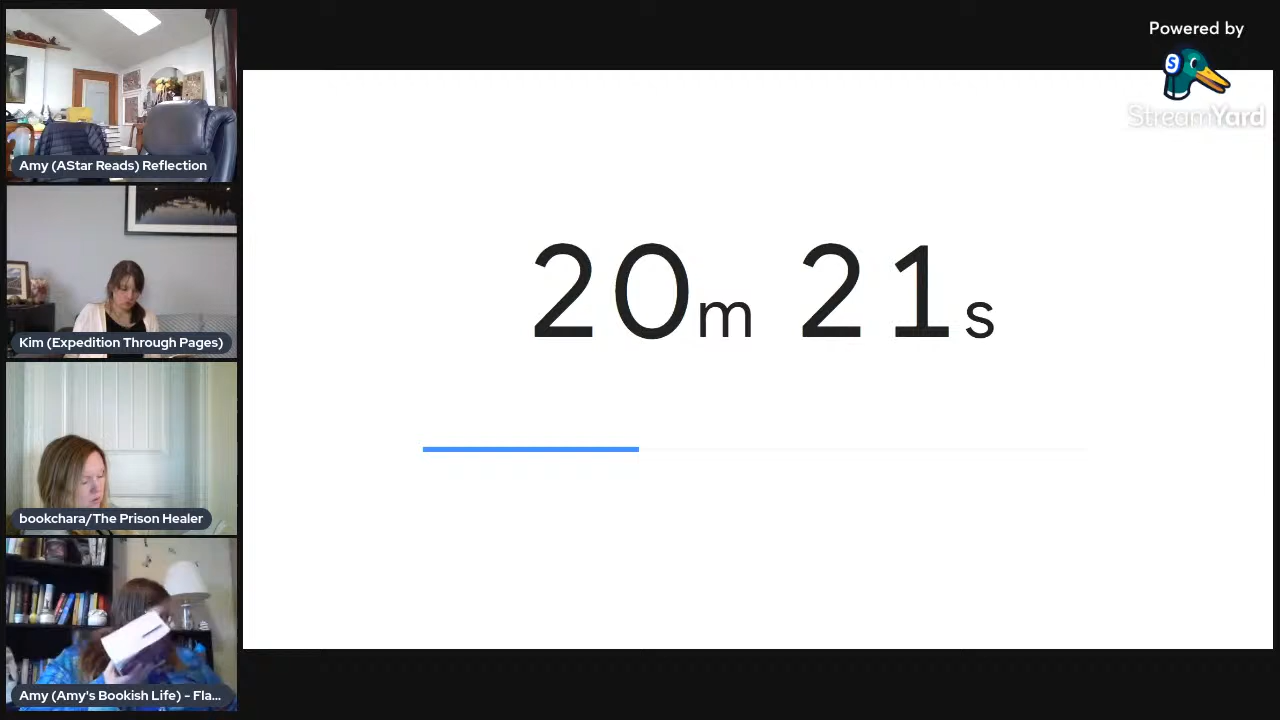 Powered by
StreamYard
Amy (AStar Reads) Reflection
Kim (Expedition Through Pages)
bookchara/The Prison Healer
Amy (Amy's Bookish Life) - Fla...
20m 21s